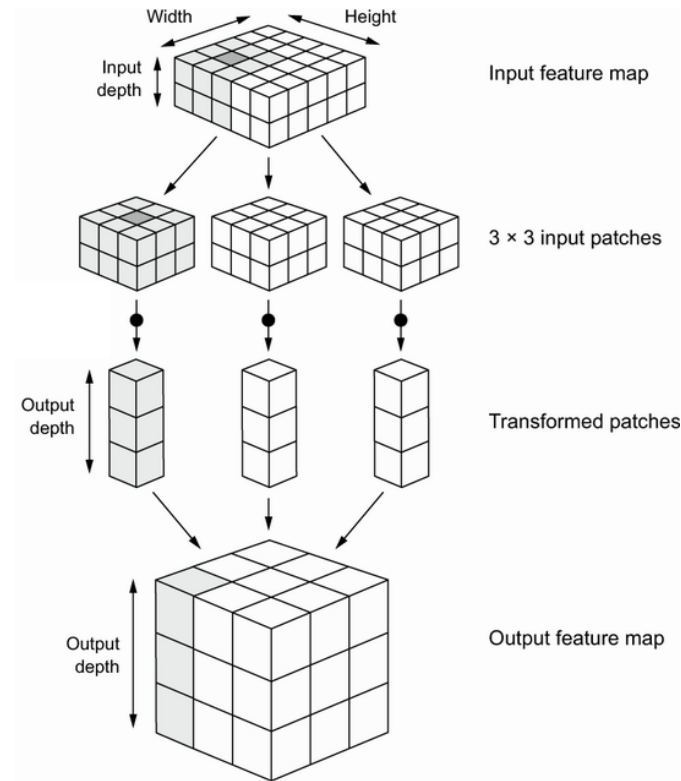 Width
Height
Input
depth
Input feature map
3 × 3 input patches
Output
depth
Transformed patches
Output
depth
Output feature map